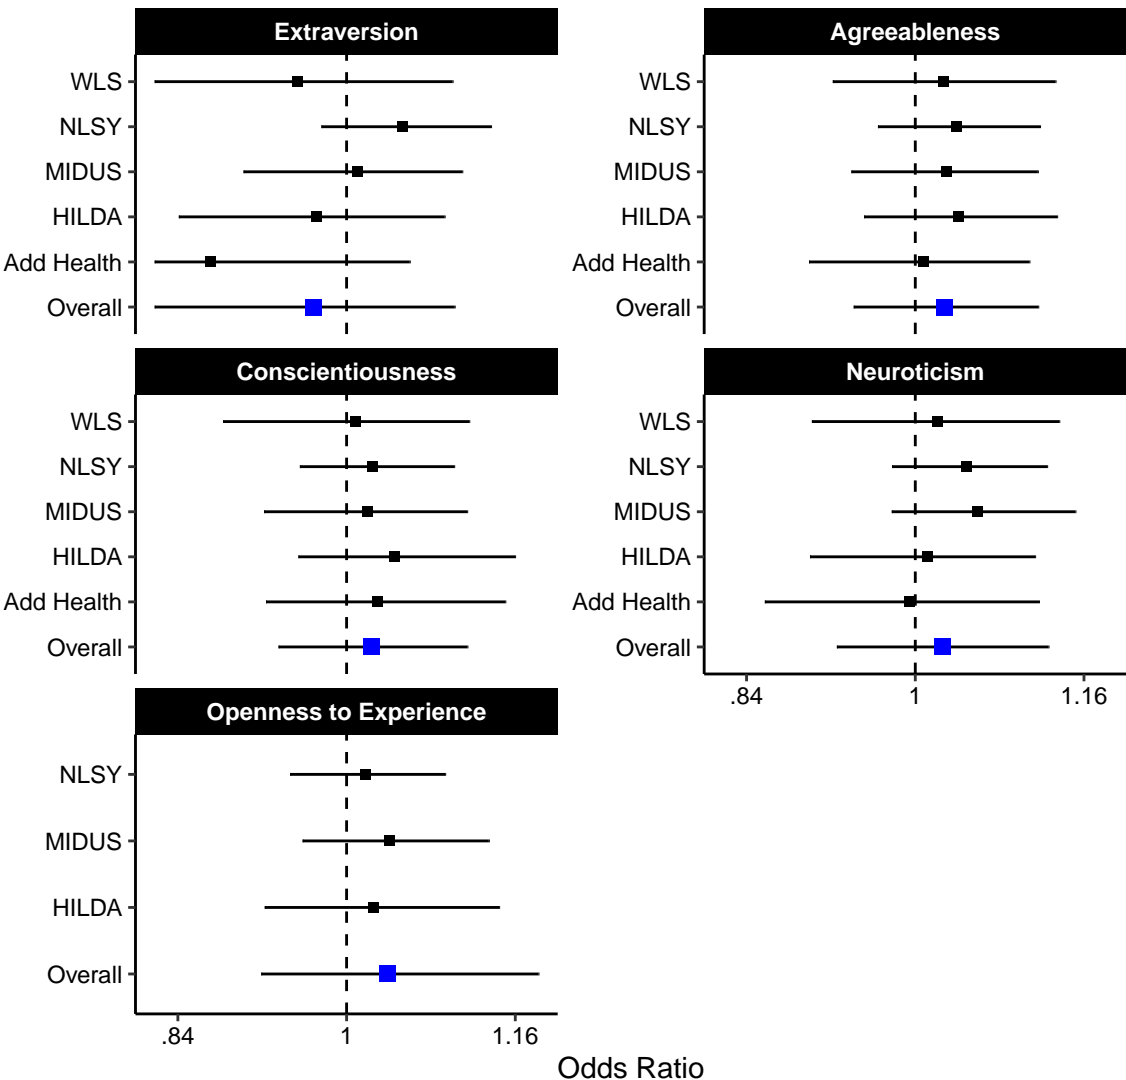 Extraversion
WLS
NLSY
MIDUS
HILDA
Add Health
Overall
Agreeableness
WLS
NLSY
MIDUS
HILDA
Add Health
Overall
Conscientiousness
WLS
NLSY
MIDUS
HILDA
Add Health
Overall
Neuroticism
WLS
NLSY
MIDUS
HILDA
Add Health
Overall
.84 1 1.16
Openness to Experience
NLSY
MIDUS
HILDA
Overall
.84 1 1.16
Odds Ratio